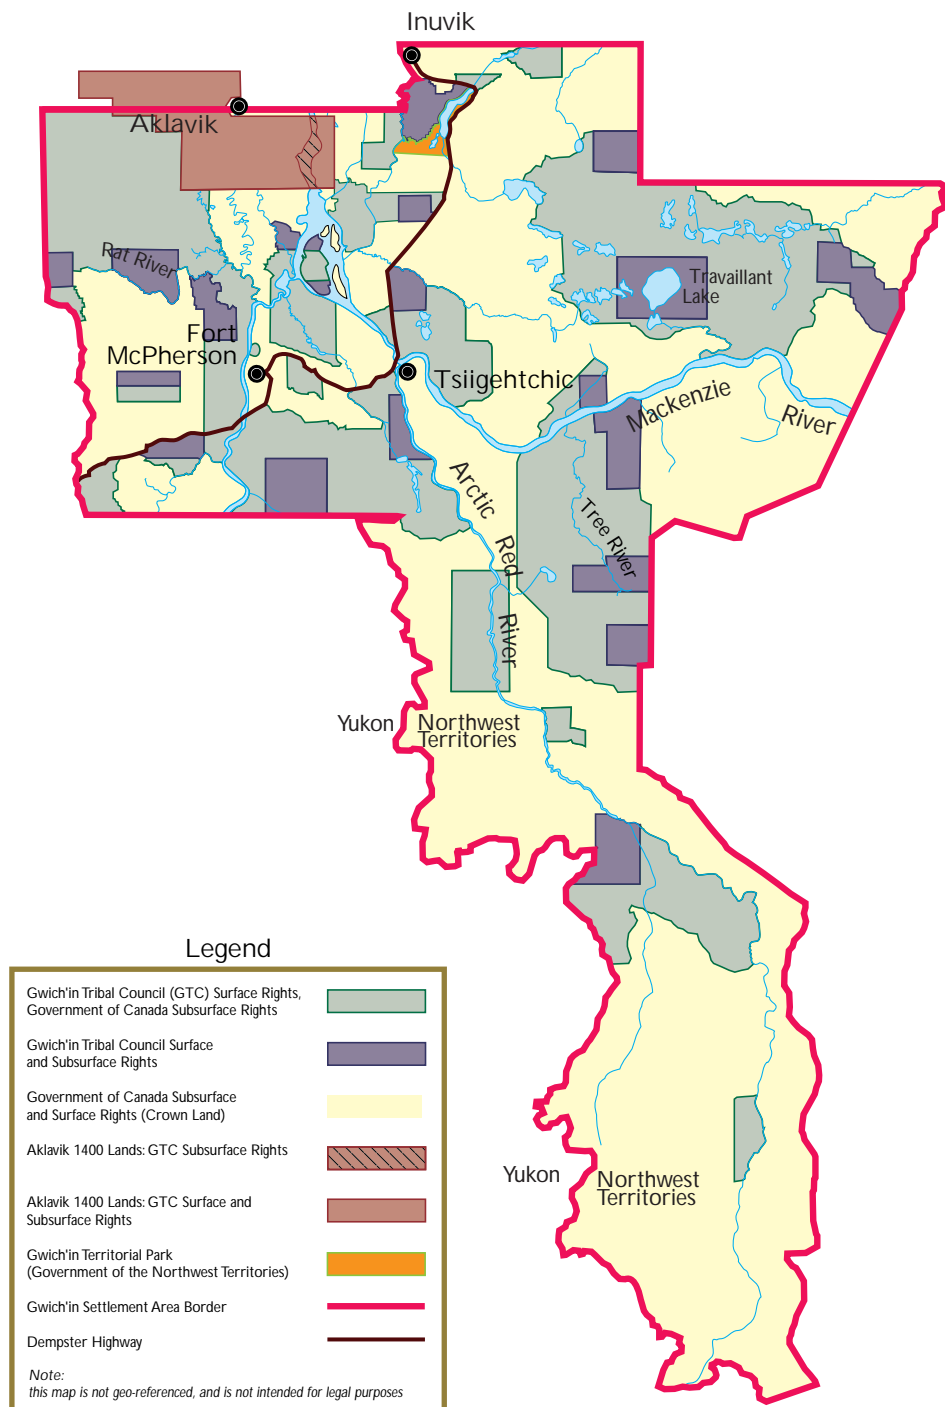 Inuvik
Aklavik
Rat River
Travaillant
Lake
Fort
McPherson
Tsiigehtchic
Mackenzie
River
Arctic
Red
River
Tree River
Yukon
Northwest
Territories
Yukon
Northwest
Territories
Legend
Gwich'in Tribal Council (GTC) Surface Rights,
Government of Canada Subsurface Rights
Gwich'in Tribal Council Surface
and Subsurface Rights
Government of Canada Subsurface
and Surface Rights (Crown Land)
Aklavik 1400 Lands: GTC Subsurface Rights
Aklavik 1400 Lands: GTC Surface and
Subsurface Rights
Gwich'in Territorial Park
(Government of the Northwest Territories)
Gwich'in Settlement Area Border
Dempster Highway
Note:
this map is not geo-referenced, and is not intended for legal purposes